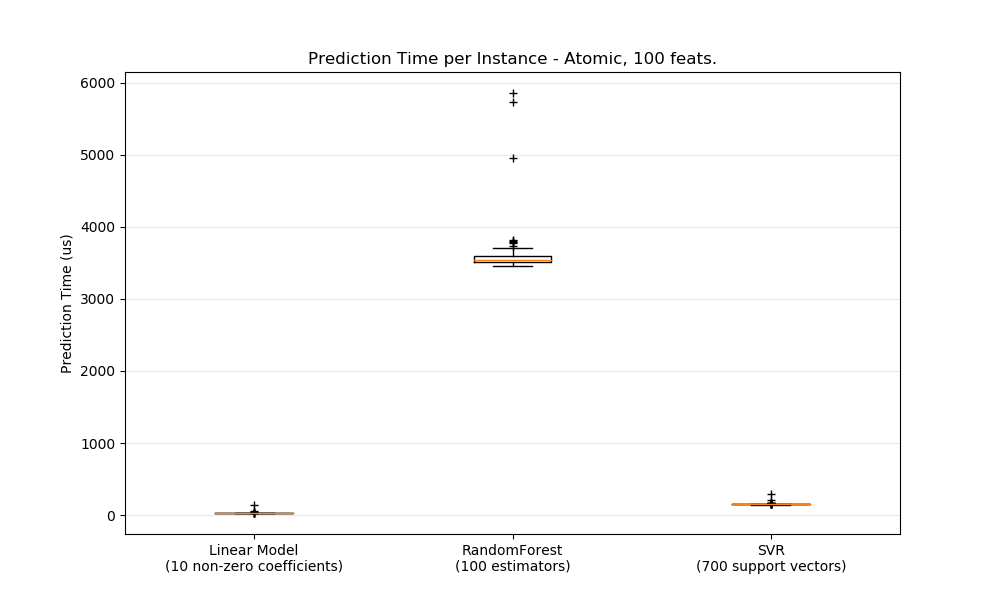 Prediction Time per Instance - Atomic, 100 feats.
6000
5000
4000
3000
2000
1000
0
Prediction Time (us)
Linear Model
(10 non-zero coefficients)
RandomForest
(100 estimators)
SVR
(700 support vectors)